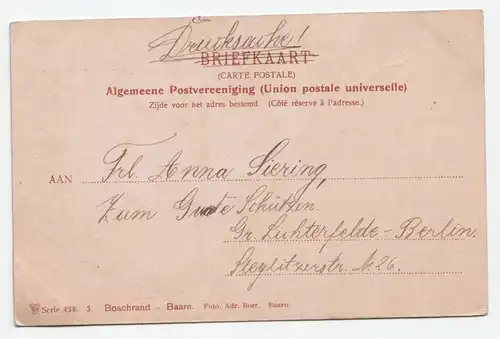 Drucksache!
BRIEFKAART
(CARTE POSTALE)
Algemeene Postvereeniging (Union postale universelle)
Zijde voor het adres bestemd (Côté réservé à l'adresse.)
AAN Frl. Anna Siering,
Zum Schützen
Gr. Lichterfelde-Berlin.
Steglitzerstr. No 26.
Serie 433. 3 Boschrand - Baarn. Foto. Adr. Boer. Baarn